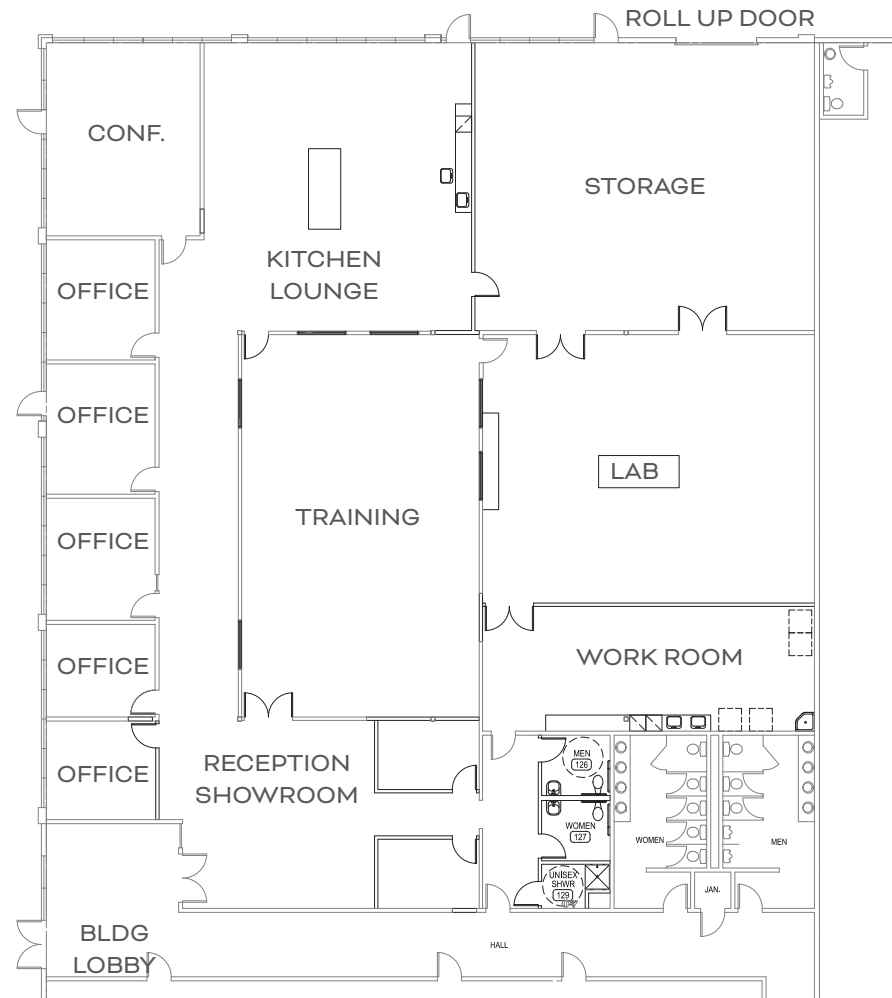 ROLL UP DOOR
CONF.
STORAGE
KITCHEN
LOUNGE
OFFICE
OFFICE
LAB
TRAINING
OFFICE
OFFICE
WORK ROOM
OFFICE
RECEPTION
SHOWROOM
MEN
126
WOMEN
127
WOMEN
MEN
UNISEX
SHWR
129
JAN.
BLDG
LOBBY
HALL